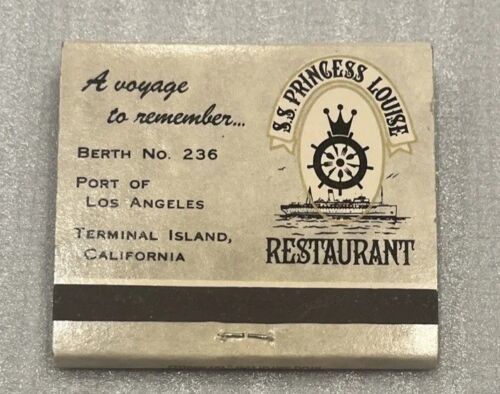 A voyage
to remember...
BERTH NO. 236
PORT OF
LOS ANGELES
TERMINAL ISLAND,
CALIFORNIA
S.S. PRINCESS LOUISE
RESTAURANT